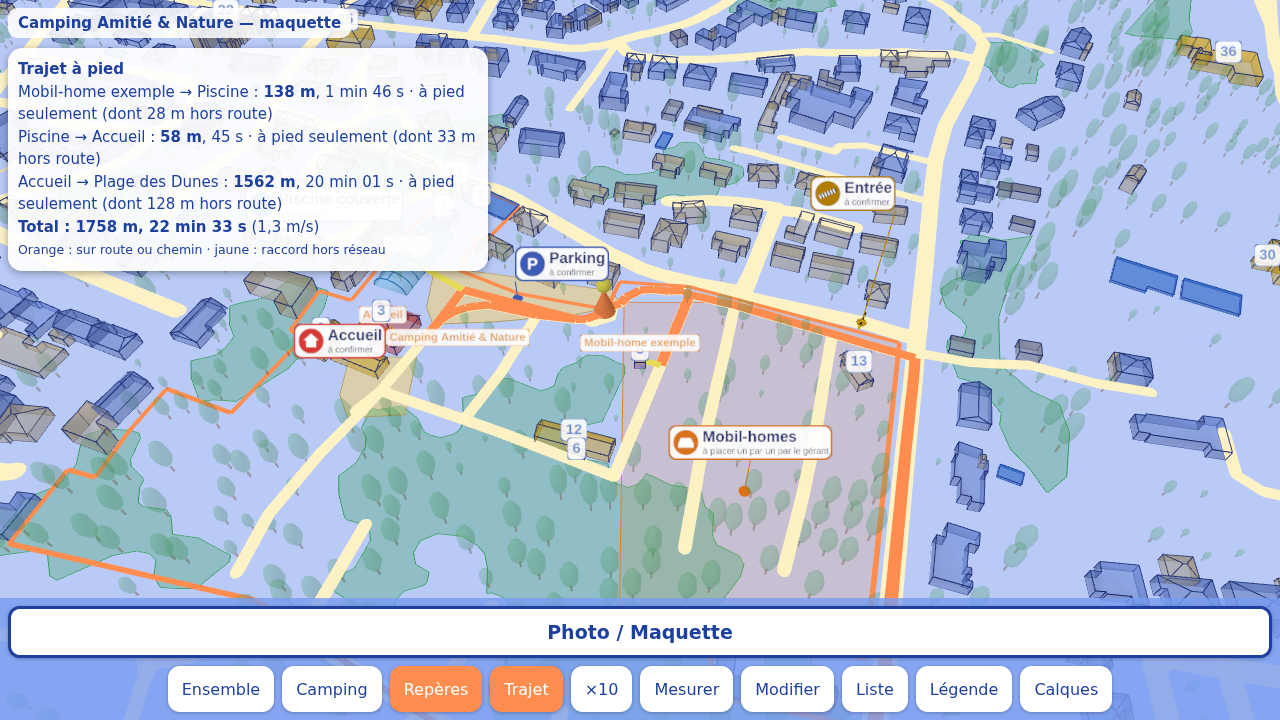 Camping Amitié & Nature — maquette
Trajet à pied
Mobil-home exemple → Piscine : 138 m, 1 min 46 s · à pied
seulement (dont 28 m hors route)
Piscine → Accueil : 58 m, 45 s · à pied seulement (dont 33 m
hors route)
Accueil → Plage des Dunes : 1562 m, 20 min 01 s · à pied
seulement (dont 128 m hors route)
Total : 1758 m, 22 min 33 s (1,3 m/s)
Orange : sur route ou chemin · jaune : raccord hors réseau
36
Entrée
à confirmer
30
P Parking
à confirmer
3
Accueil
à confirmer
Camping Amitié & Nature
Mobil-home exemple
13
12
6
Mobil-homes
à placer un par un par le gérant
Photo / Maquette
Ensemble
Camping
Repères
Trajet
×10
Mesurer
Modifier
Liste
Légende
Calques